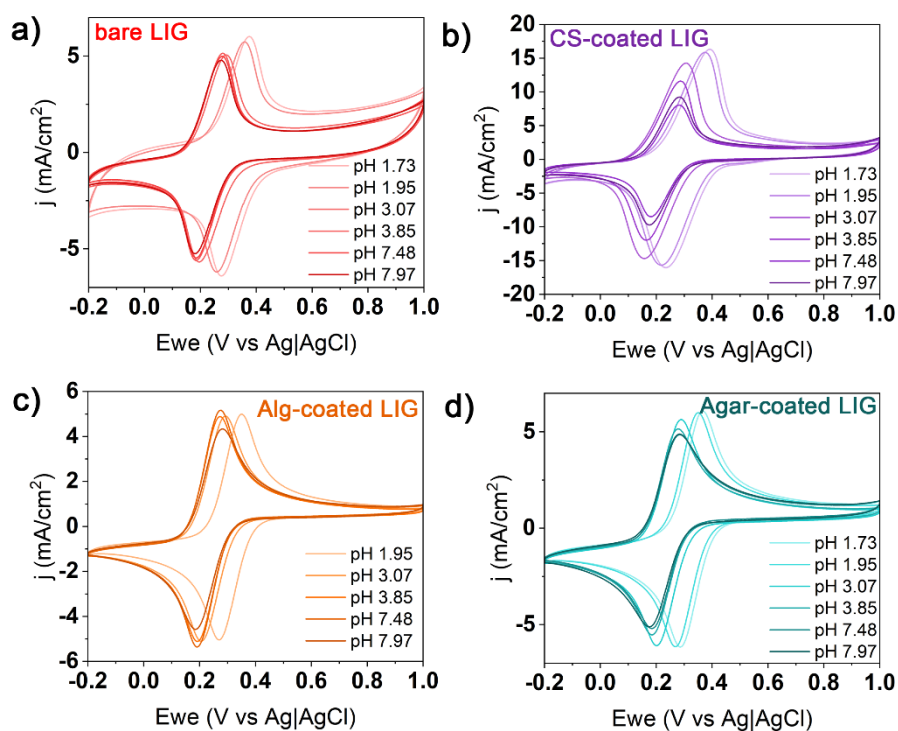 a)
bare LIG
j (mA/cm²)
5
0
-5
pH 1.73
pH 1.95
pH 3.07
pH 3.85
pH 7.48
pH 7.97
-0.2 0.0 0.2 0.4 0.6 0.8 1.0
Ewe (V vs Ag|AgCl)
b)
CS-coated LIG
j (mA/cm²)
20
15
10
5
0
-5
-10
-15
-20
pH 1.73
pH 1.95
pH 3.07
pH 3.85
pH 7.48
pH 7.97
-0.2 0.0 0.2 0.4 0.6 0.8 1.0
Ewe (V vs Ag|AgCl)
c)
Alg-coated LIG
j (mA/cm²)
6
4
2
0
-2
-4
-6
pH 1.95
pH 3.07
pH 3.85
pH 7.48
pH 7.97
-0.2 0.0 0.2 0.4 0.6 0.8 1.0
Ewe (V vs Ag|AgCl)
d)
Agar-coated LIG
j (mA/cm²)
5
0
-5
pH 1.73
pH 1.95
pH 3.07
pH 3.85
pH 7.48
pH 7.97
-0.2 0.0 0.2 0.4 0.6 0.8 1.0
Ewe (V vs Ag|AgCl)